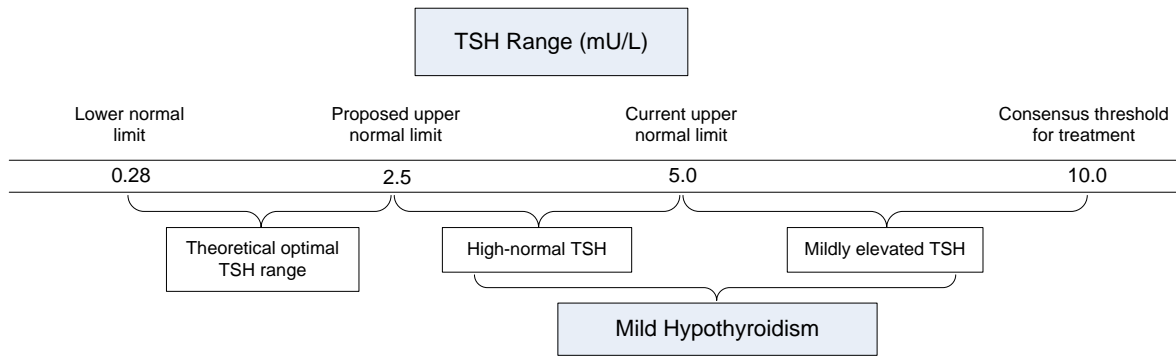 TSH Range (mU/L)
Lower normal
limit
Proposed upper
normal limit
Current upper
normal limit
Consensus threshold
for treatment
0.28
2.5
5.0
10.0
Theoretical optimal
TSH range
High-normal TSH
Mildly elevated TSH
Mild Hypothyroidism